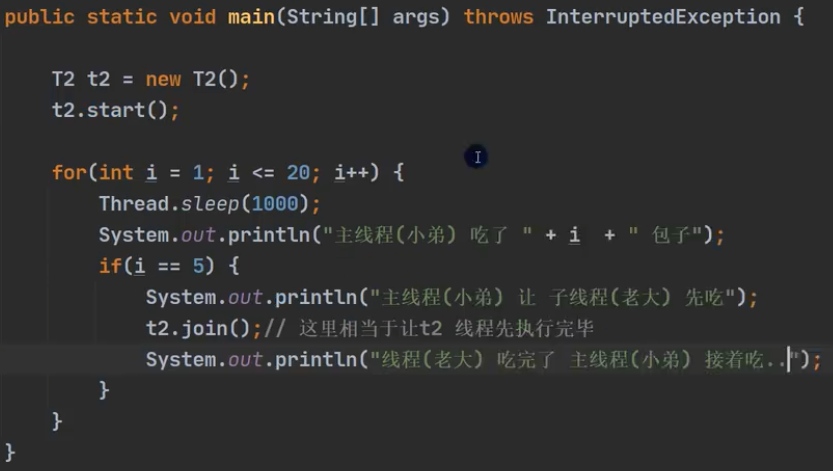 public static void main(String[] args) throws InterruptedException {
T2 t2 = new T2();
t2.start();
for(int i = 1; i <= 20; i++) {
Thread.sleep(1000);
System.out.println("主线程(小弟) 吃了 " + i  + " 包子");
if(i == 5) {
System.out.println("主线程(小弟) 让 子线程(老大) 先吃");
t2.join();// 这里相当于让t2 线程先执行完毕
System.out.println("线程(老大) 吃完了 主线程(小弟) 接着吃..");
}
}
}